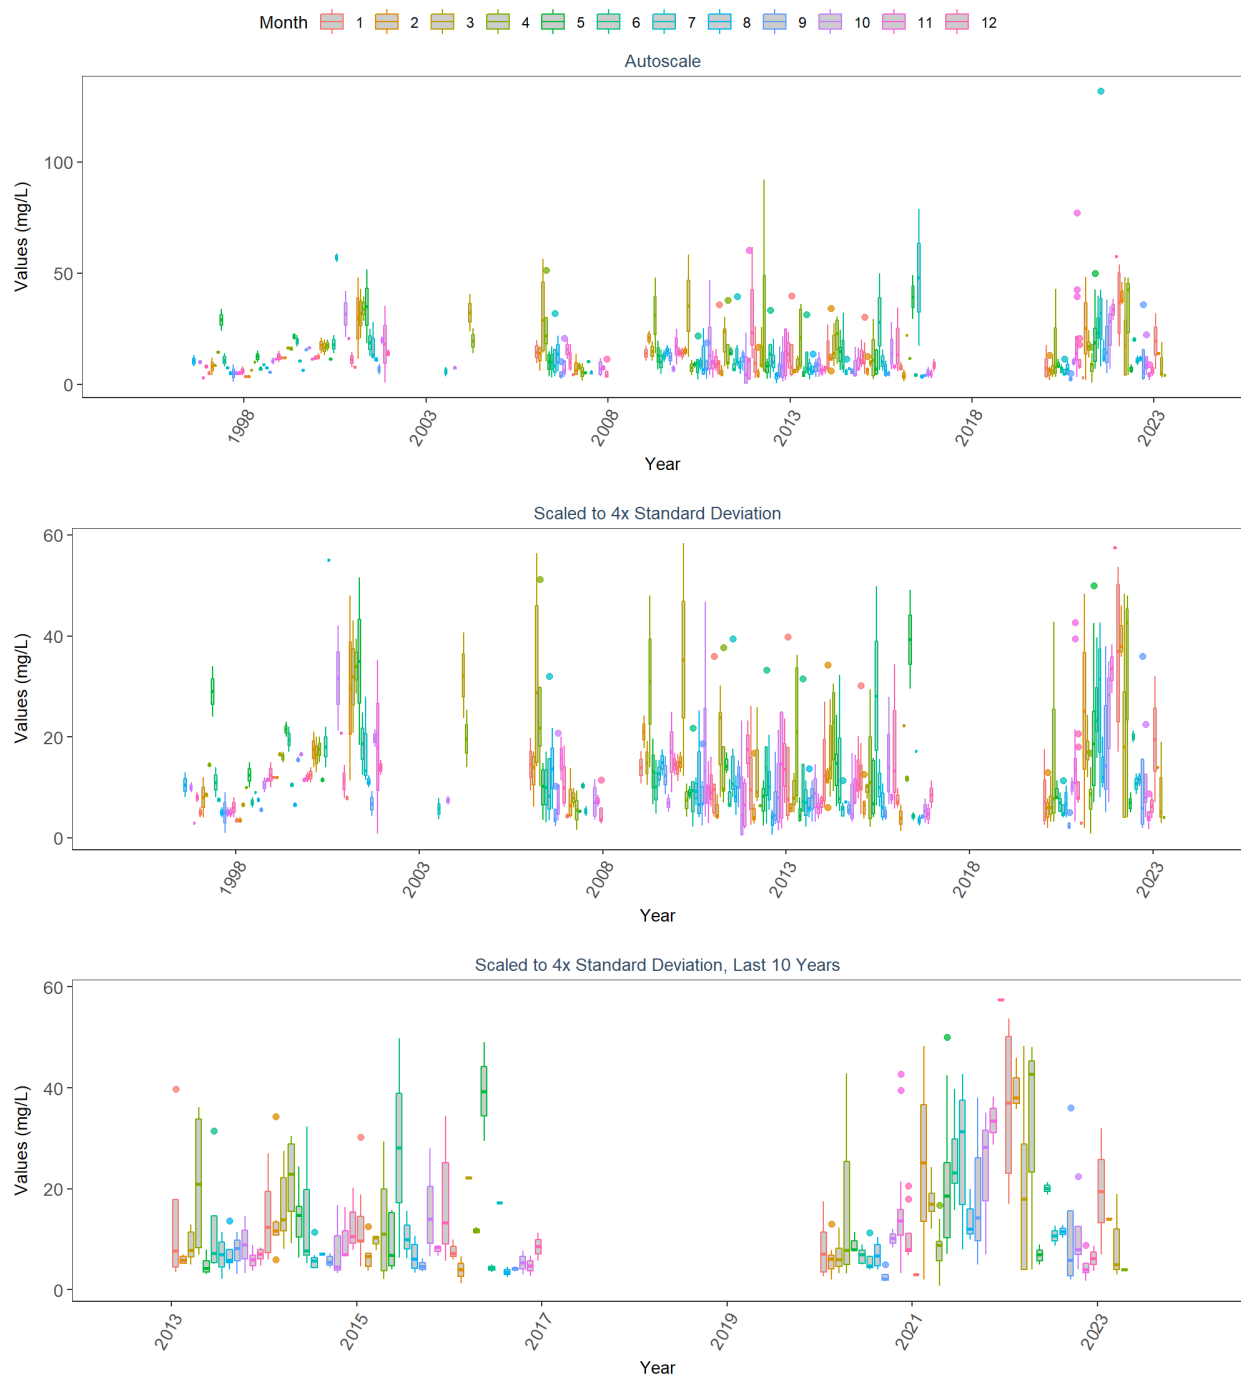 Month 1 2 3 4 5 6 7 8 9 10 11 12
Autoscale
Values (mg/L)
100
50
0
1998 2003 2008 2013 2018 2023
Year
Scaled to 4x Standard Deviation
Values (mg/L)
60
40
20
0
1998 2003 2008 2013 2018 2023
Year
Scaled to 4x Standard Deviation, Last 10 Years
Values (mg/L)
60
40
20
0
2013 2015 2017 2019 2021 2023
Year